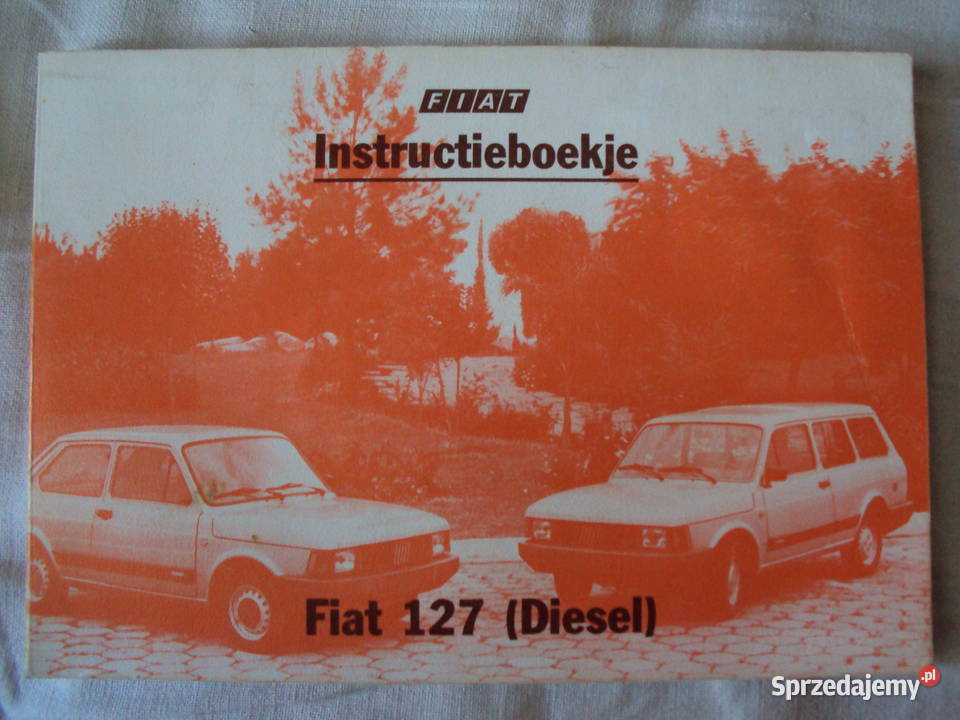 FIAT
Instructieboekje
Fiat 127 (Diesel)
Sprzedajemy.pl